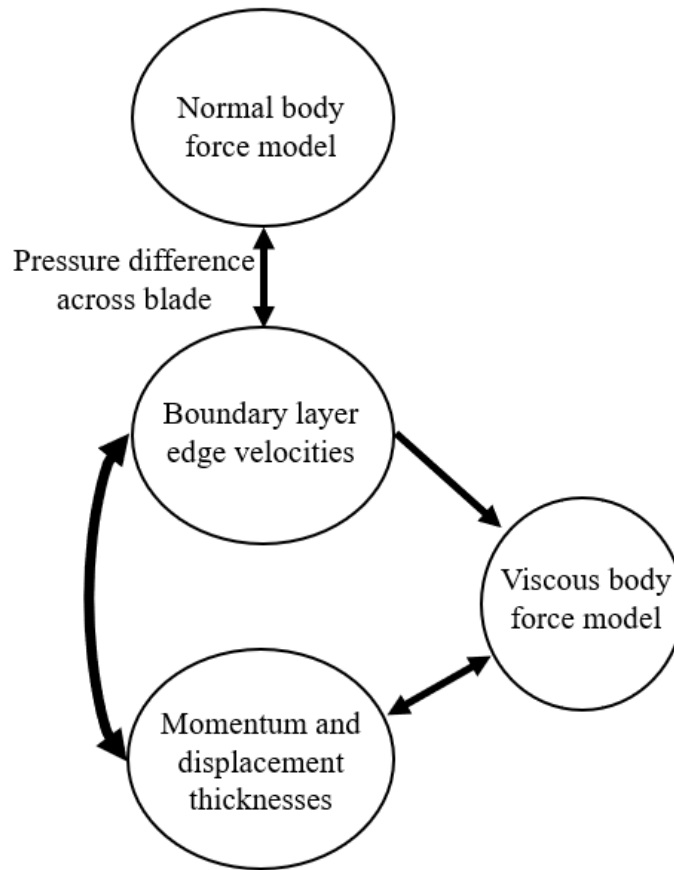 Normal body
force model
Pressure difference
across blade
Boundary layer
edge velocities
Viscous body
force model
Momentum and
displacement
thicknesses